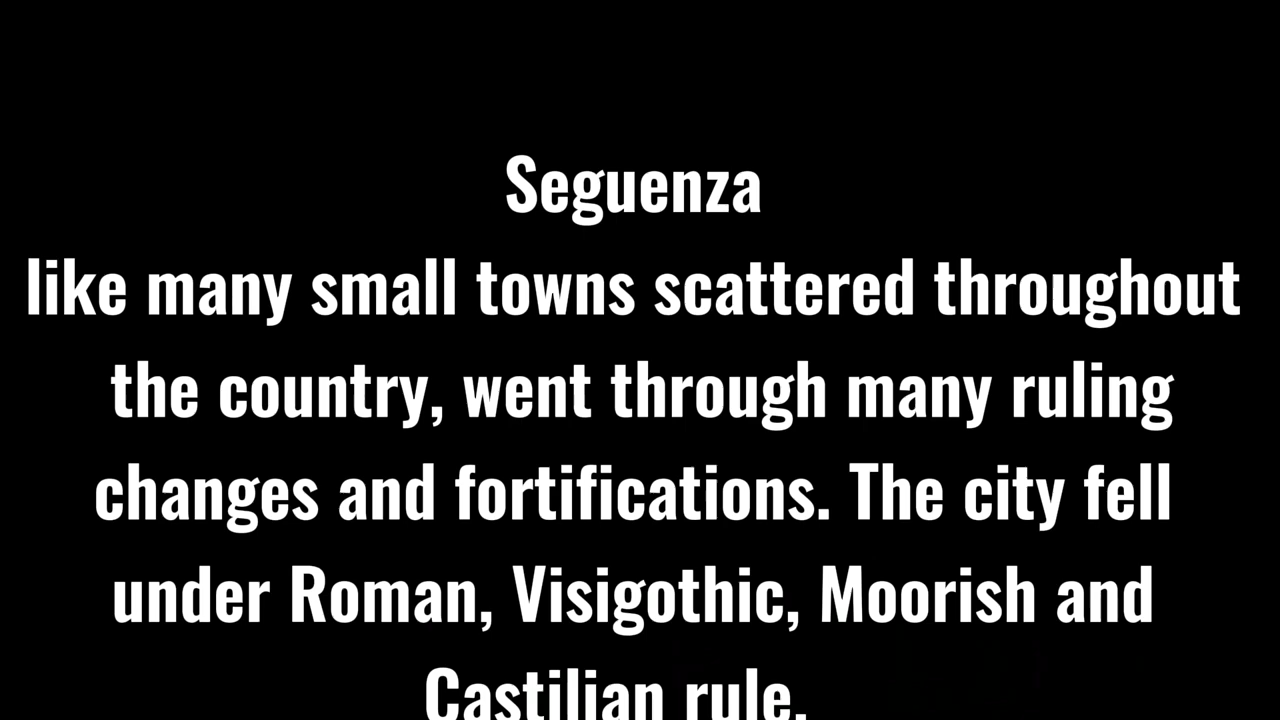 Seguenza
like many small towns scattered throughout
the country, went through many ruling
changes and fortifications. The city fell
under Roman, Visigothic, Moorish and
Castilian rule.